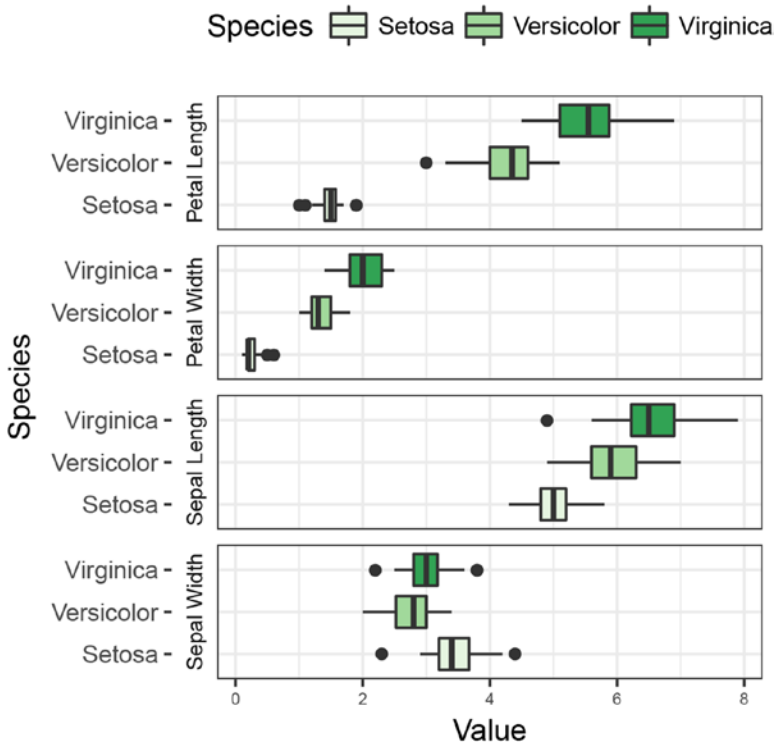 Species Setosa Versicolor Virginica
Species
Petal Length
Virginica
Versicolor
Setosa
Petal Width
Virginica
Versicolor
Setosa
Sepal Length
Virginica
Versicolor
Setosa
Sepal Width
Virginica
Versicolor
Setosa
0 2 4 6 8
Value